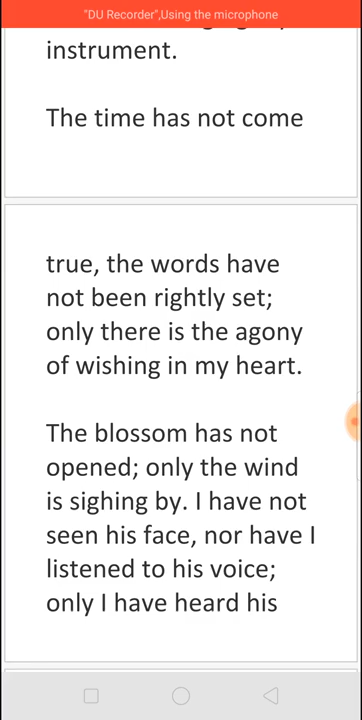 "DU Recorder",Using the microphone
instrument.
The time has not come
true, the words have
not been rightly set;
only there is the agony
of wishing in my heart.
The blossom has not
opened; only the wind
is sighing by. I have not
seen his face, nor have I
listened to his voice;
only I have heard his